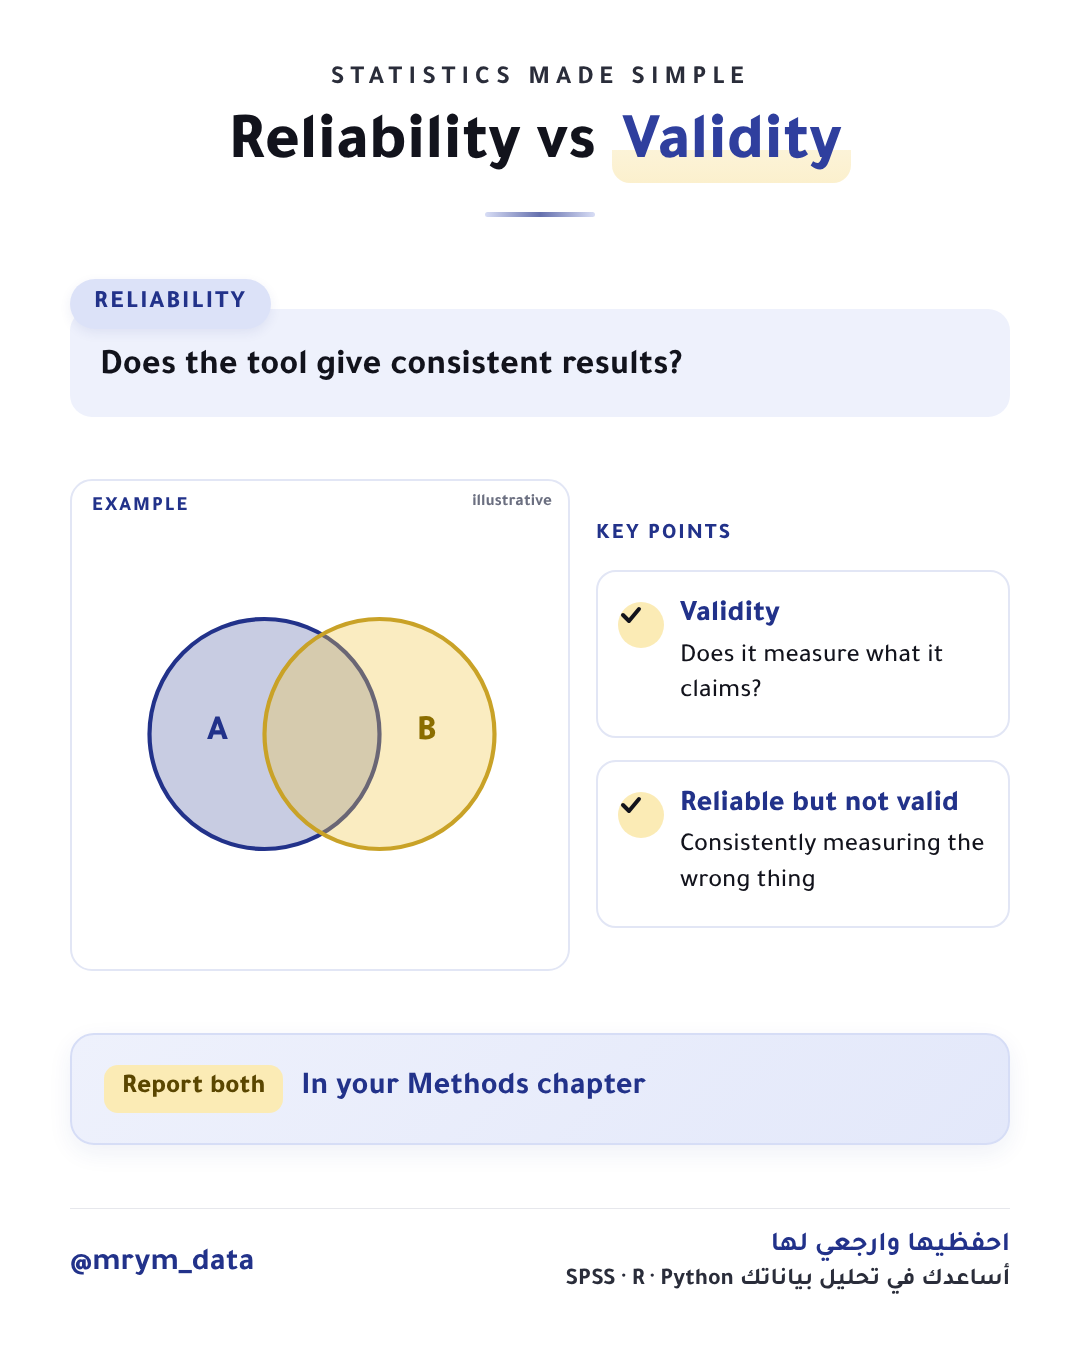 STATISTICS MADE SIMPLE
Reliability vs Validity
RELIABILITY
Does the tool give consistent results?
EXAMPLE
illustrative
A
B
KEY POINTS
Validity
Does it measure what it
claims?
Reliable but not valid
Consistently measuring the
wrong thing
Report both In your Methods chapter
@mrym_data
احفظيها وارجعي لها
أساعدك في تحليل بياناتك SPSS · R · Python